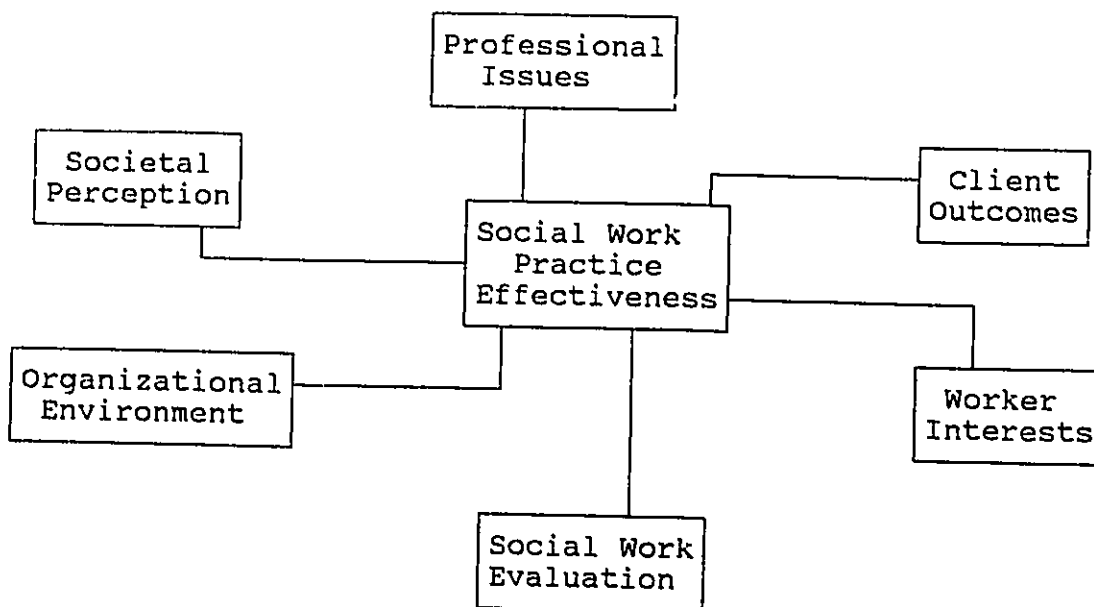 Professional
Issues
Societal
Perception
Client
Outcomes
Social Work
Practice
Effectiveness
Organizational
Environment
Worker
Interests
Social Work
Evaluation